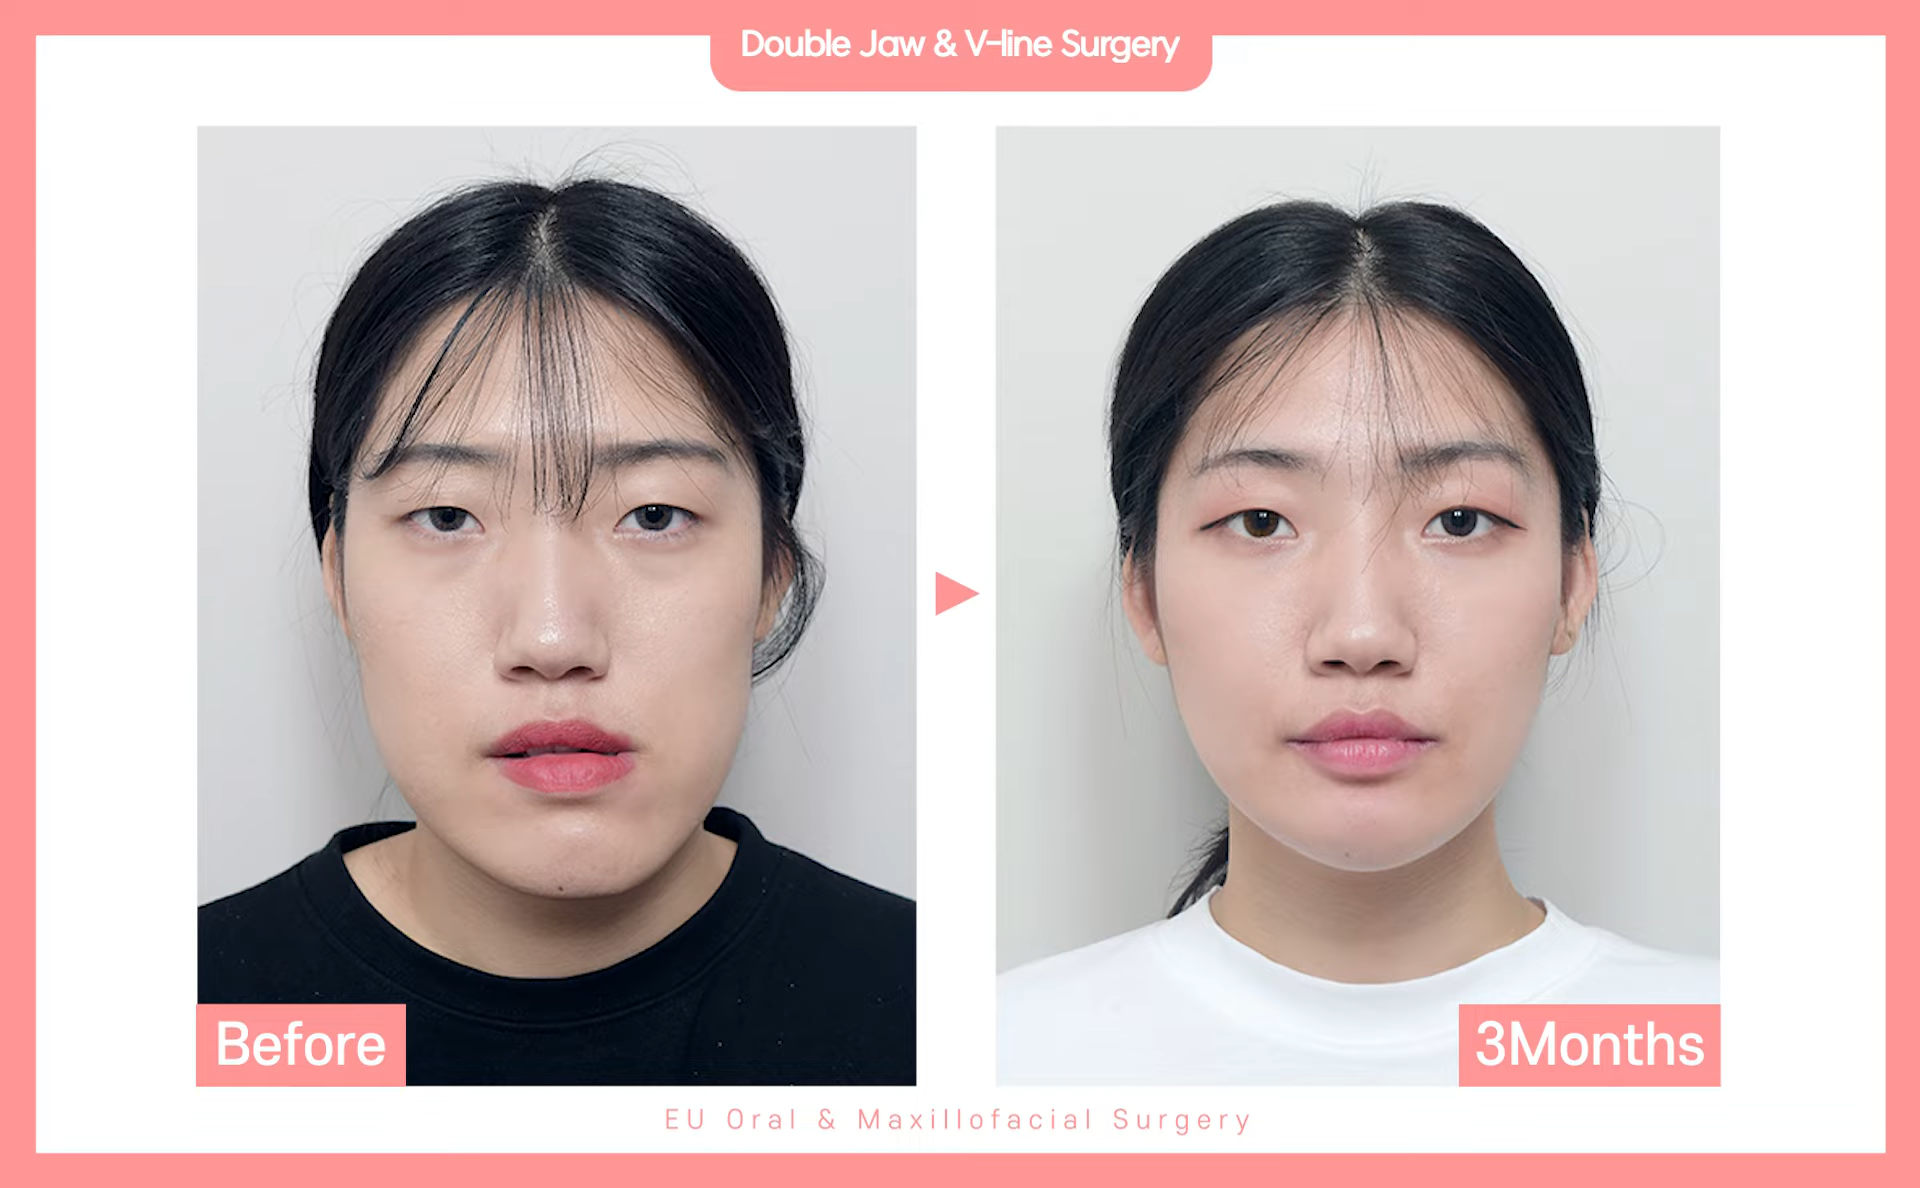 Double Jaw & V-line Surgery
Before
3Months
EU Oral & Maxillofacial Surgery